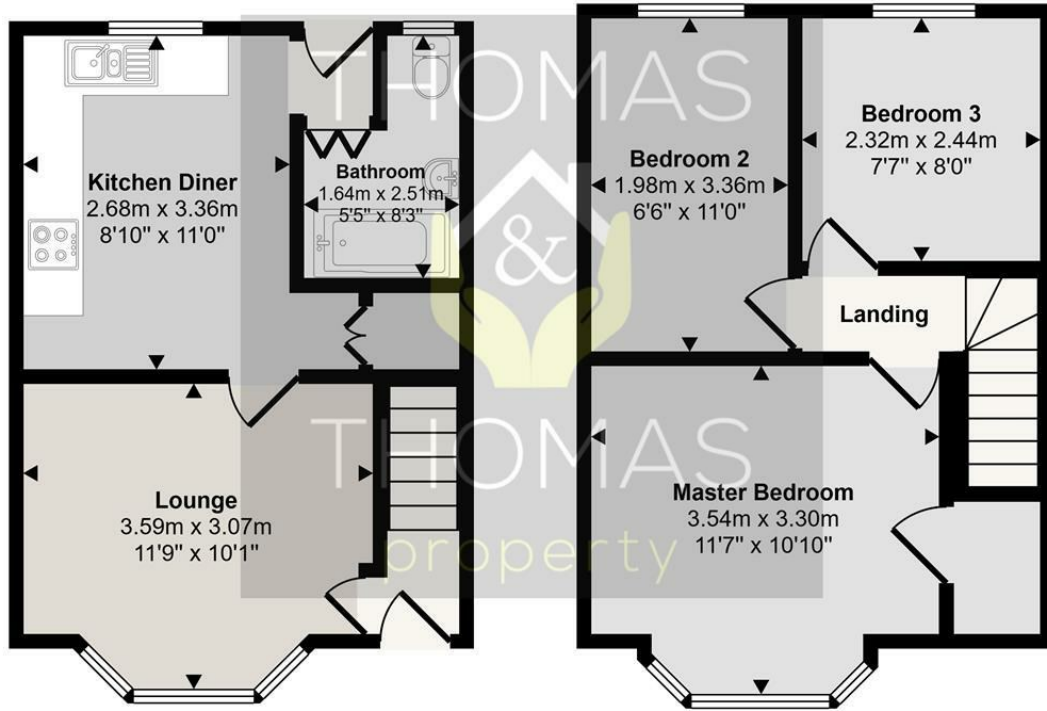 Kitchen Diner
2.68m x 3.36m
8'10" x 11'0"
Bathroom
1.64m x 2.51m
5'5" x 8'3"
Lounge
3.59m x 3.07m
11'9" x 10'1"
Bedroom 2
1.98m x 3.36m
6'6" x 11'0"
Bedroom 3
2.32m x 2.44m
7'7" x 8'0"
Landing
Master Bedroom
3.54m x 3.30m
11'7" x 10'10"
THOMAS
&
THOMAS
property